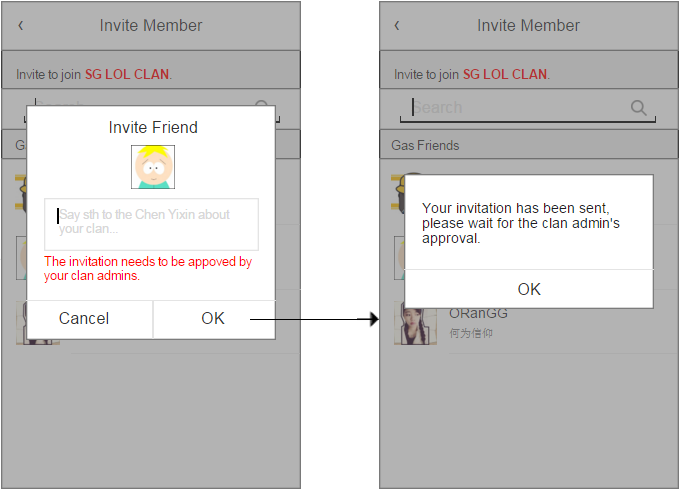 ‹ Invite Member
Invite to join SG LOL CLAN.
Search
G
Invite Friend
Say sth to the Chen Yixin about
your clan...
The invitation needs to be appoved by
your clan admins.
Cancel OK
‹ Invite Member
Invite to join SG LOL CLAN.
Search
Gas Friends
Your invitation has been sent,
please wait for the clan admin's
approval.
OK
ORanGG
何为信仰